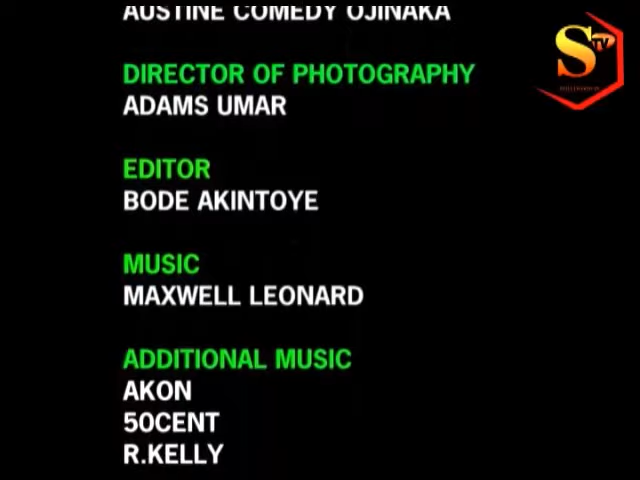 AUSTINE COMEDY OJINAKA
S TV
DIRECTOR OF PHOTOGRAPHY
ADAMS UMAR
EDITOR
BODE AKINTOYE
MUSIC
MAXWELL LEONARD
ADDITIONAL MUSIC
AKON
50CENT
R.KELLY